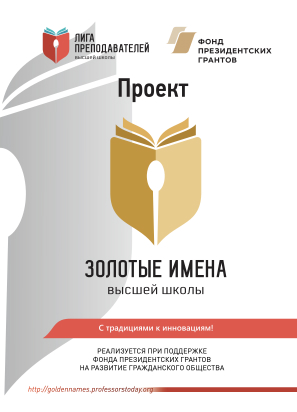 ЛИГА
ПРЕПОДАВАТЕЛЕЙ
ВЫСШЕЙ ШКОЛЫ
ФОНД
ПРЕЗИДЕНТСКИХ
ГРАНТОВ
Проект
ЗОЛОТЫЕ ИМЕНА
ВЫСШЕЙ ШКОЛЫ
С традициями к инновациям!
РЕАЛИЗУЕТСЯ ПРИ ПОДДЕРЖКЕ
ФОНДА ПРЕЗИДЕНТСКИХ ГРАНТОВ
НА РАЗВИТИЕ ГРАЖДАНСКОГО ОБЩЕСТВА
http://goldennames.professorstoday.org